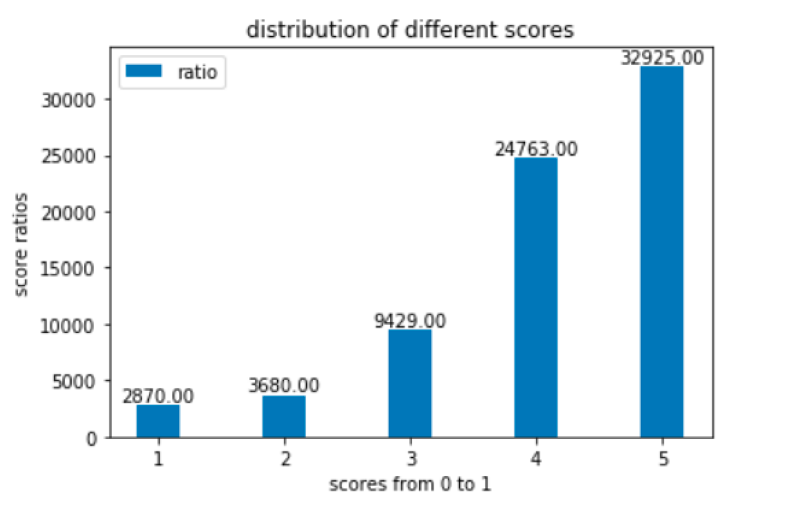 distribution of different scores
ratio
32925.00
24763.00
9429.00
3680.00
2870.00
30000
25000
20000
15000
10000
5000
0
score ratios
1 2 3 4 5
scores from 0 to 1